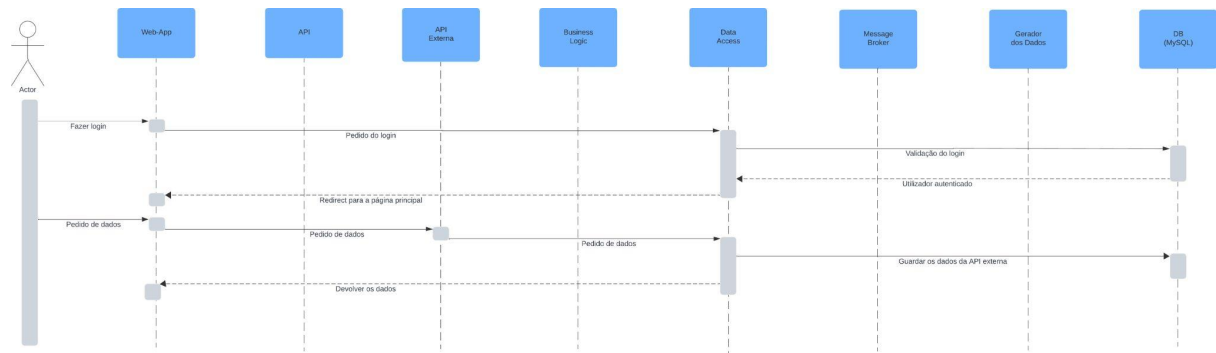 Web-App
API
API
Externa
Business
Logic
Data
Access
Message
Broker
Gerador
dos Dados
DB
(MySQL)
Actor
Fazer login
Pedido do login
Validação do login
Utilizador autenticado
Redirect para a página principal
Pedido de dados
Pedido de dados
Pedido de dados
Guardar os dados da API externa
Devolver os dados